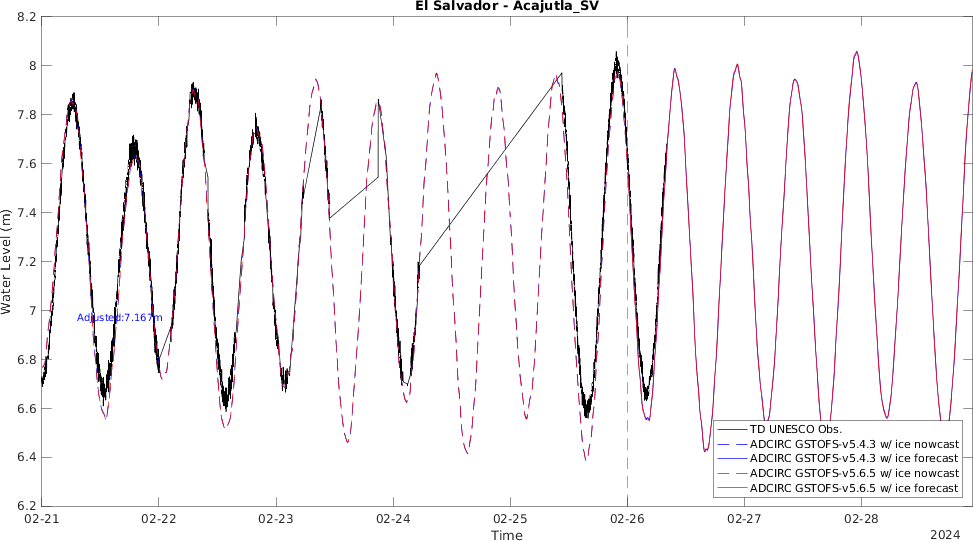 El Salvador - Acajutla_SV
8.2
8
7.8
7.6
7.4
7.2
7
6.8
6.6
6.4
6.2
Water Level (m)
Adjusted:7.167m
TD UNESCO Obs.
ADCIRC GSTOFS-v5.4.3 w/ ice nowcast
ADCIRC GSTOFS-v5.4.3 w/ ice forecast
ADCIRC GSTOFS-v5.6.5 w/ ice nowcast
ADCIRC GSTOFS-v5.6.5 w/ ice forecast
02-21 02-22 02-23 02-24 02-25 02-26 02-27 02-28
Time
2024